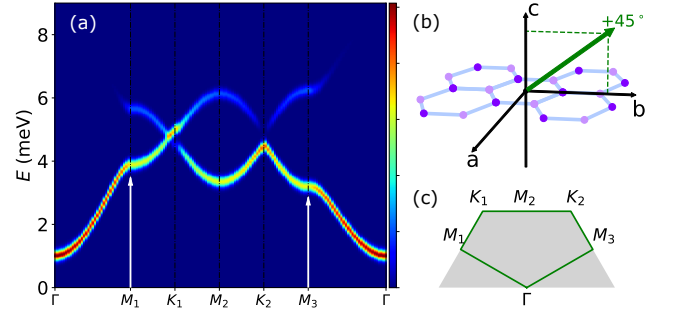 (a)
E (meV)
8
6
4
2
0
Γ M₁ K₁ M₂ K₂ M₃ Γ
(b)
c
+45°
b
a
(c)
K₁ M₂ K₂
M₁ M₃
Γ